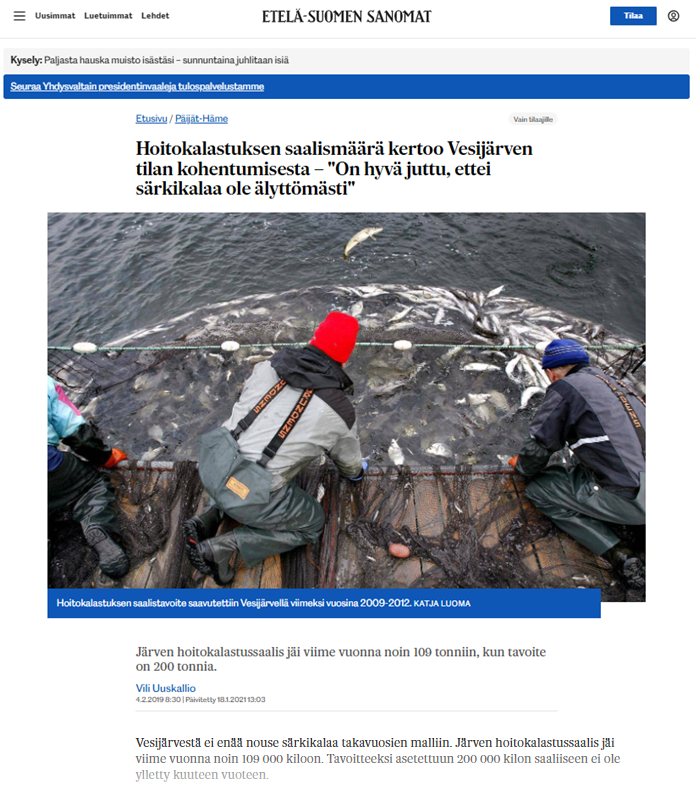 Uusimmat Luetuimmat Lehdet
ETELÄ-SUOMEN SANOMAT
Tilaa
Kysely: Paljasta hauska muisto isästäsi – sunnuntaina juhlitaan isiä
Seuraa Yhdysvaltain presidentinvaaleja tulospalvelustamme
Etusivu / Päijät-Häme
Vain tilaajille
Hoitokalastuksen saalismäärä kertoo Vesijärven
tilan kohentumisesta – "On hyvä juttu, ettei
särkikalaa ole älyttömästi"
Hoitokalastuksen saalistavoite saavutettiin Vesijärvellä viimeksi vuosina 2009-2012. KATJA LUOMA
Järven hoitokalastussaalis jäi viime vuonna noin 109 tonniin, kun tavoite
on 200 tonnia.
Vili Uuskallio
4.2.2019 8:30 | Päivitetty 18.1.2021 13:03
Vesijärvestä ei enää nouse särkikalaa takavuosien malliin. Järven hoitokalastussaalis jäi
viime vuonna noin 109 000 kiloon. Tavoitteeksi asetettuun 200 000 kilon saaliiseen ei ole
ylletty kuuteen vuoteen.